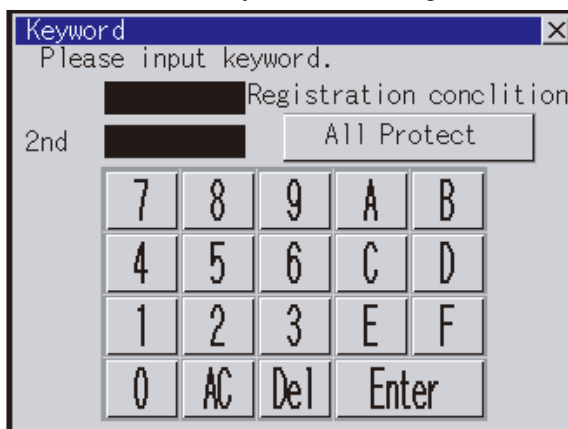 Keyword X
Please input keyword.
Registration conclition
2nd All Protect
7 8 9 A B
4 5 6 C D
1 2 3 E F
0 AC Del Enter